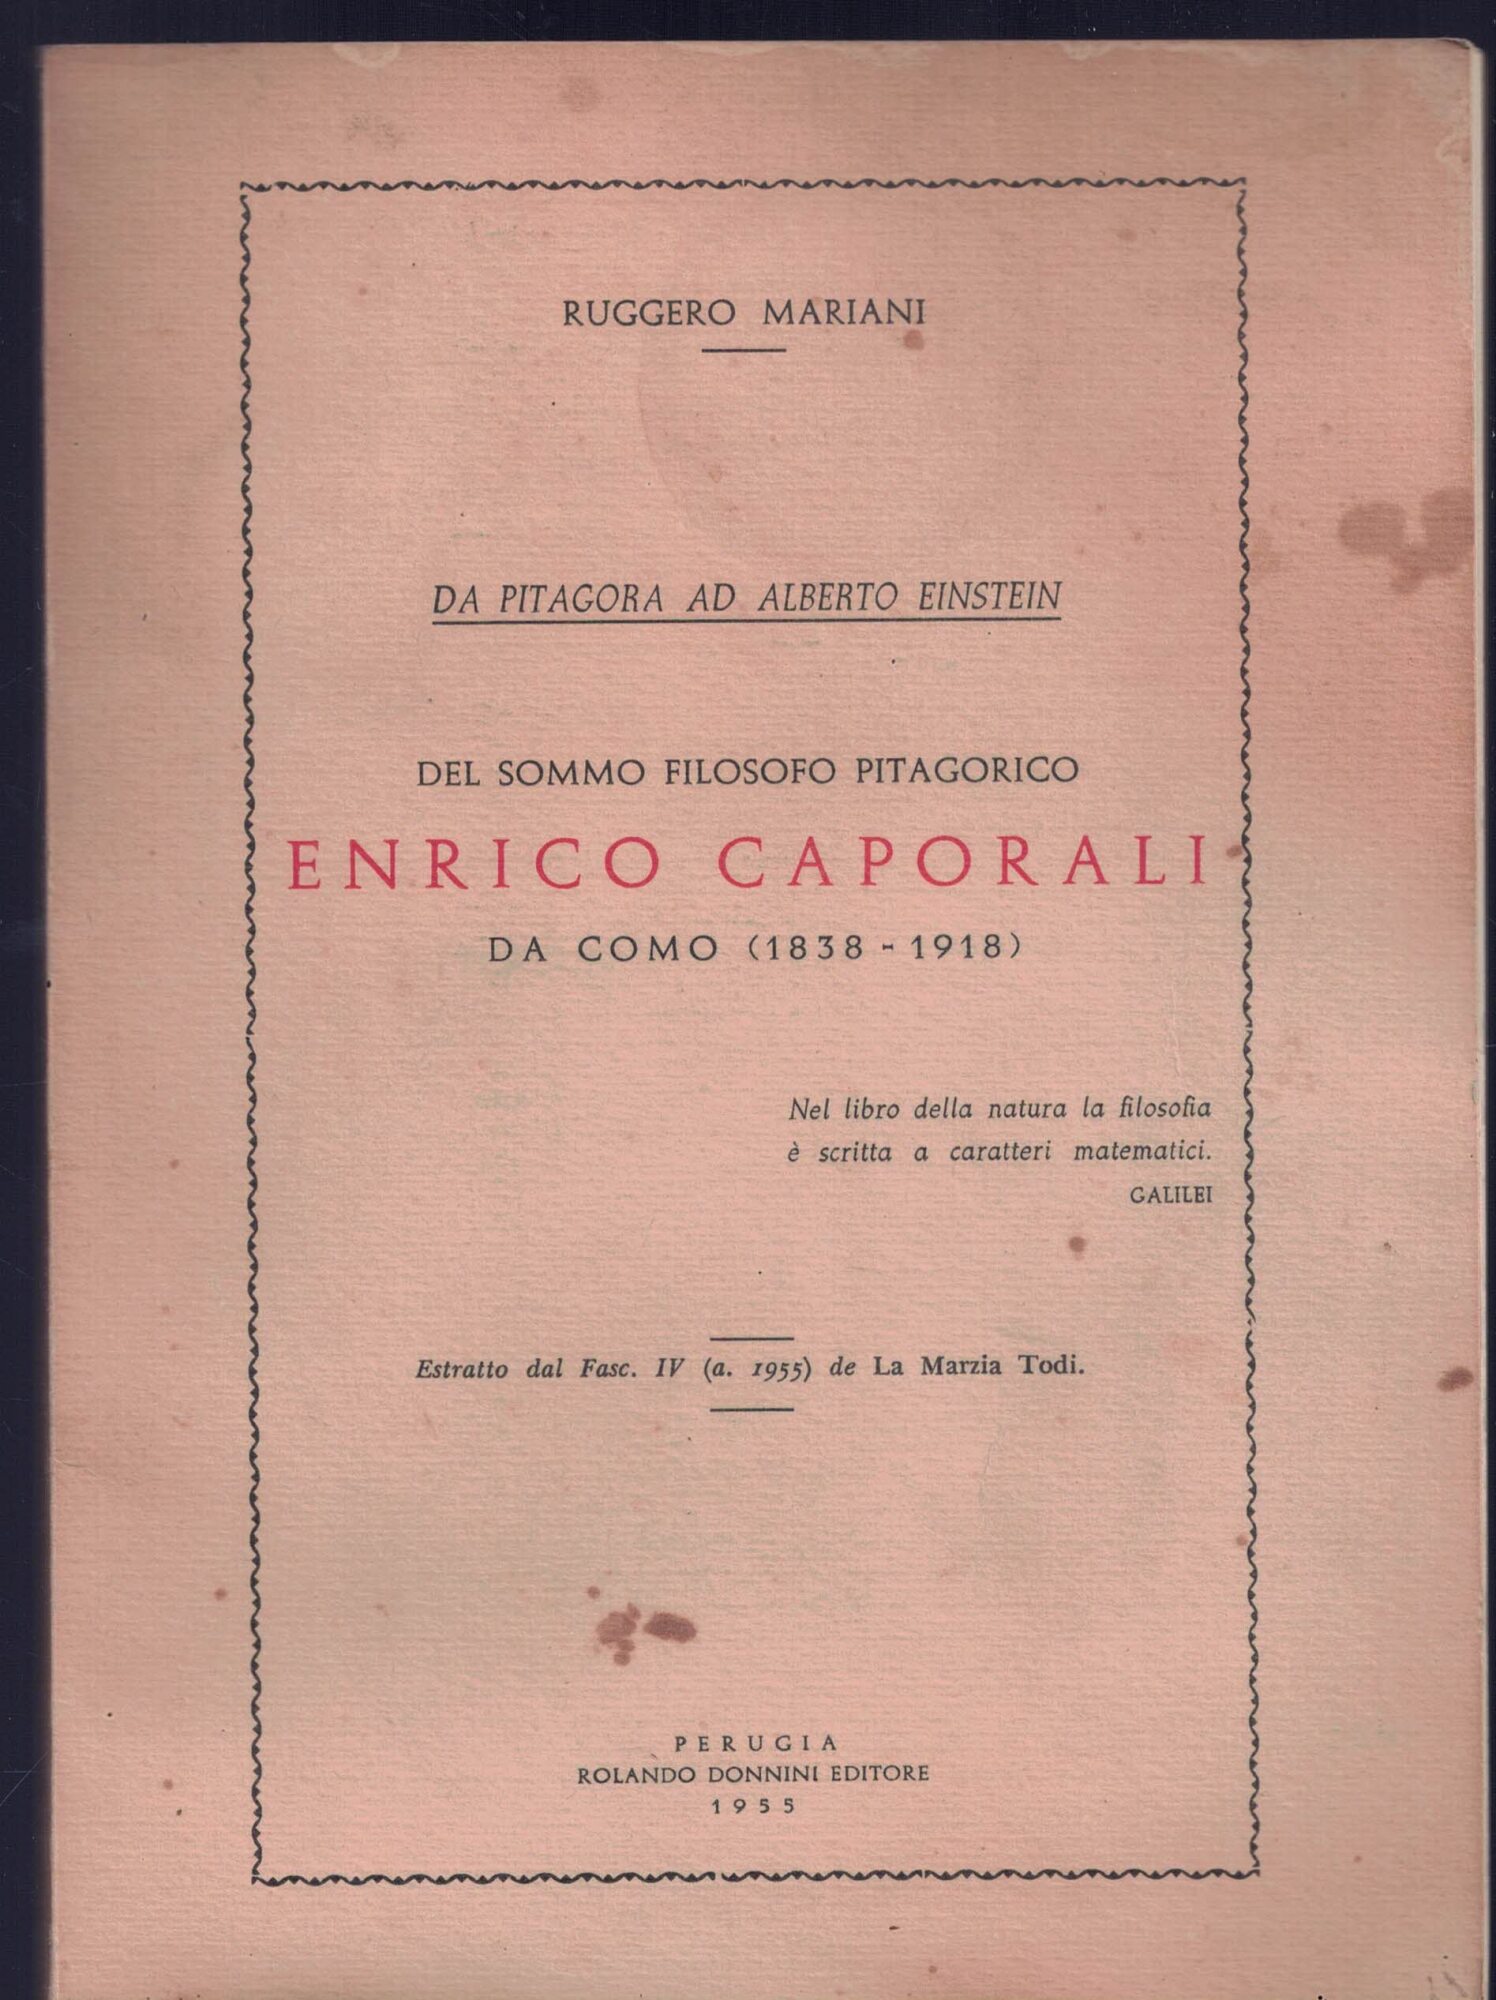 RUGGERO MARIANI
DA PITAGORA AD ALBERTO EINSTEIN
DEL SOMMO FILOSOFO PITAGORICO
ENRICO CAPORALI
DA COMO (1838 - 1918)
Nel libro della natura la filosofia
è scritta a caratteri matematici.
GALILEI
Estratto dal Fasc. IV (a. 1955) de La Marzia Todi.
PERUGIA
ROLANDO DONNINI EDITORE
1955